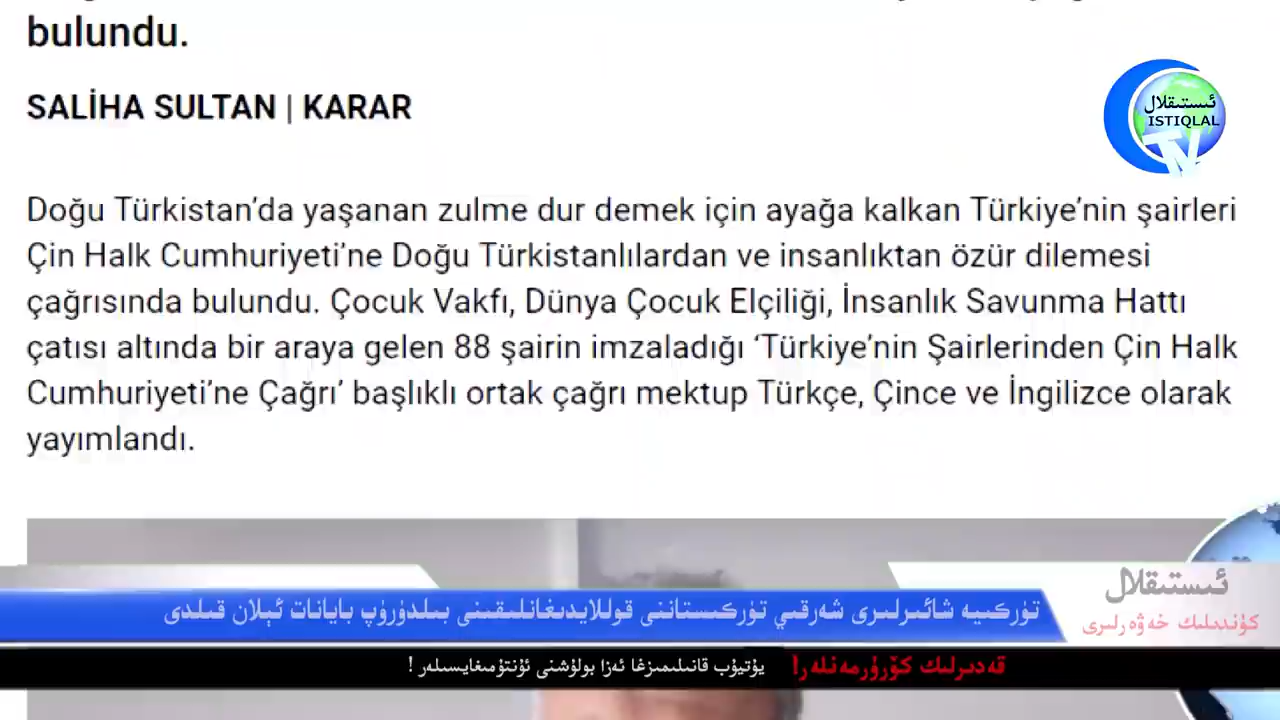 bulundu.
SALİHA SULTAN | KARAR
ئىستىقلال
ISTIQLAL
TV
Doğu Türkistan’da yaşanan zulme dur demek için ayağa kalkan Türkiye’nin şairleri
Çin Halk Cumhuriyeti’ne Doğu Türkistanlılardan ve insanlıktan özür dilemesi
çağrısında bulundu. Çocuk Vakfı, Dünya Çocuk Elçiliği, İnsanlık Savunma Hattı
çatısı altında bir araya gelen 88 şairin imzaladığı ‘Türkiye’nin Şairlerinden Çin Halk
Cumhuriyeti’ne Çağrı’ başlıklı ortak çağrı mektup Türkçe, Çince ve İngilizce olarak
yayımlandı.
ئىستىقلال
كۈندىلىك خەۋەرلىرى
تۈركىيە شائىرلىرى شەرقىي تۈركىستاننى قوللايدىغانلىقىنى بىلدۈرۈپ بايانات ئېلان قىلدى
قەدىرلىك كۆرۈرمەنلەر! يۇتيۇب قانىلىمىزغا ئەزا بولۇشنى ئۇنتۇمىغايسىلەر !